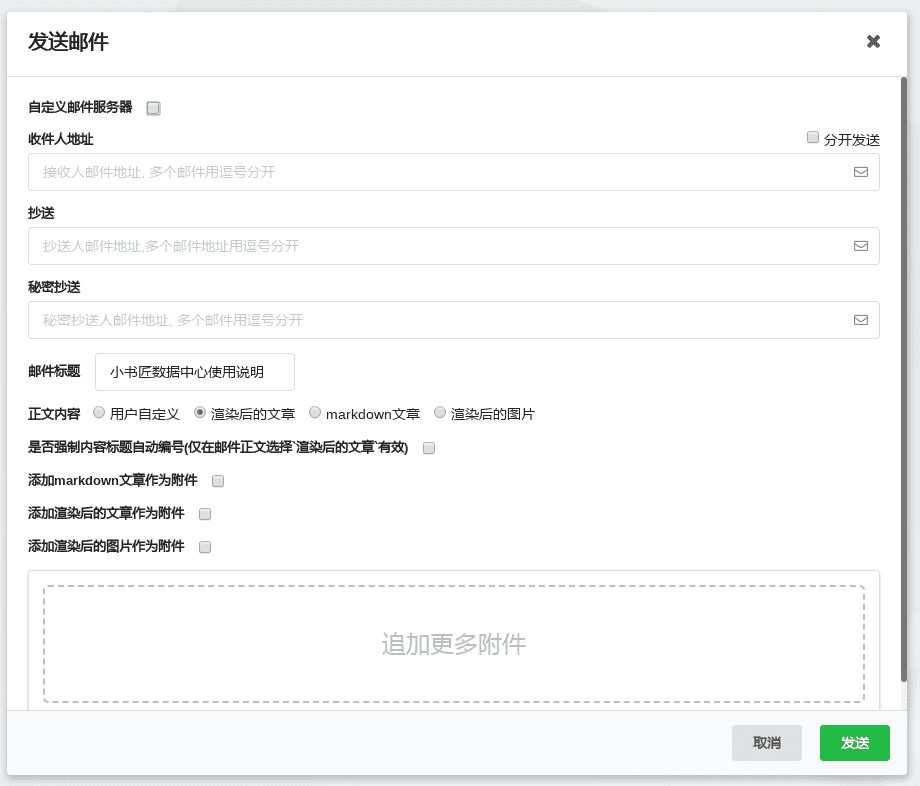 发送邮件
自定义邮件服务器
收件人地址 分开发送
接收人邮件地址, 多个邮件用逗号分开
抄送
抄送人邮件地址,多个邮件地址用逗号分开
秘密抄送
秘密抄送人邮件地址, 多个邮件用逗号分开
邮件标题 小书匠数据中心使用说明
正文内容 用户自定义 渲染后的文章 markdown文章 渲染后的图片
是否强制内容标题自动编号(仅在邮件正文选择`渲染后的文章`有效)
添加markdown文章作为附件
添加渲染后的文章作为附件
添加渲染后的图片作为附件
追加更多附件
取消 发送